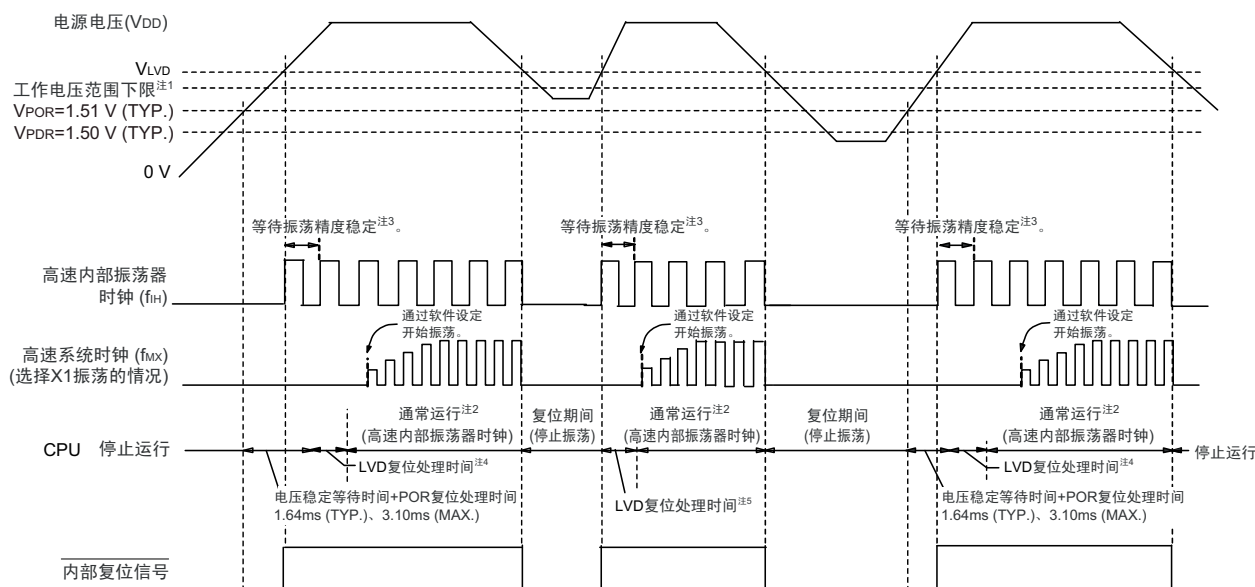 电源电压(VDD)
VLVD
工作电压范围下限注1
VPOR=1.51 V (TYP.)
VPDR=1.50 V (TYP.)
0 V
等待振荡精度稳定注3。
等待振荡精度稳定注3。
等待振荡精度稳定注3。
高速内部振荡器
时钟 (fIH)
通过软件设定
开始振荡。
通过软件设定
开始振荡。
通过软件设定
开始振荡。
高速系统时钟 (fMX)
(选择X1振荡的情况)
通常运行注2
(高速内部振荡器时钟)
复位期间
(停止振荡)
通常运行注2
(高速内部振荡器时钟)
复位期间
(停止振荡)
通常运行注2
(高速内部振荡器时钟)
CPU 停止运行
停止运行
LVD复位处理时间注4
电压稳定等待时间+POR复位处理时间
1.64ms (TYP.)、3.10ms (MAX.)
LVD复位处理时间注5
LVD复位处理时间注4
电压稳定等待时间+POR复位处理时间
1.64ms (TYP.)、3.10ms (MAX.)
内部复位信号